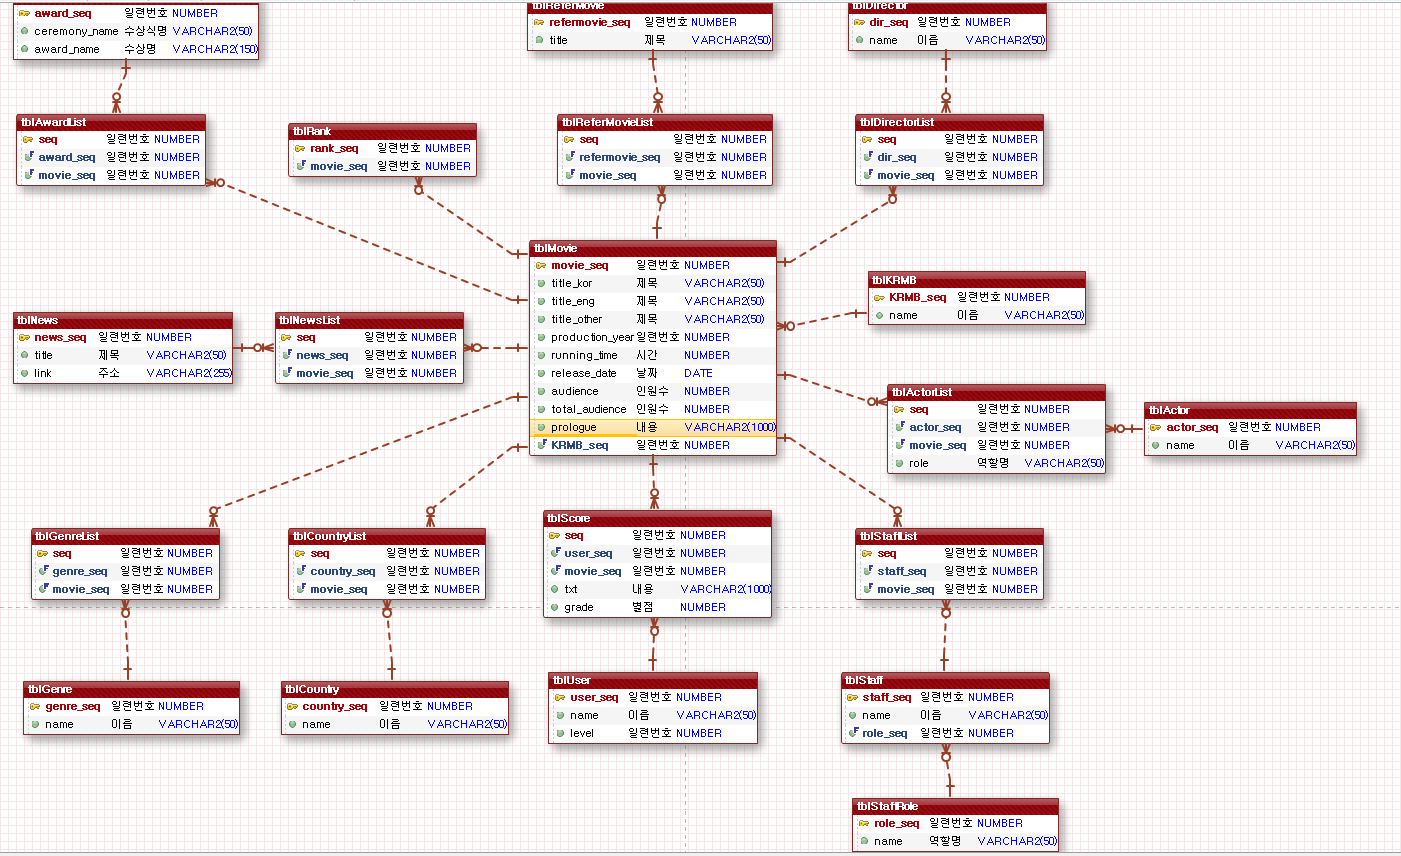 award_seq 일련번호 NUMBER
ceremony_name 수상식명 VARCHAR2(50)
award_name 수상명 VARCHAR2(150)
tblReferMovie
refermovie_seq 일련번호 NUMBER
title 제목 VARCHAR2(50)
tblDirector
dir_seq 일련번호 NUMBER
name 이름 VARCHAR2(50)
tblAwardList
seq 일련번호 NUMBER
award_seq 일련번호 NUMBER
movie_seq 일련번호 NUMBER
tblRank
rank_seq 일련번호 NUMBER
movie_seq 일련번호 NUMBER
tblReferMovieList
seq 일련번호 NUMBER
refermovie_seq 일련번호 NUMBER
movie_seq 일련번호 NUMBER
tblDirectorList
seq 일련번호 NUMBER
dir_seq 일련번호 NUMBER
movie_seq 일련번호 NUMBER
tblMovie
movie_seq 일련번호 NUMBER
title_kor 제목 VARCHAR2(50)
title_eng 제목 VARCHAR2(50)
title_other 제목 VARCHAR2(50)
production_year 일련번호 NUMBER
running_time 시간 NUMBER
release_date 날짜 DATE
audience 인원수 NUMBER
total_audience 인원수 NUMBER
prologue 내용 VARCHAR2(1000)
KRMB_seq 일련번호 NUMBER
tblKRMB
KRMB_seq 일련번호 NUMBER
name 이름 VARCHAR2(50)
tblNews
news_seq 일련번호 NUMBER
title 제목 VARCHAR2(50)
link 주소 VARCHAR2(255)
tblNewsList
seq 일련번호 NUMBER
news_seq 일련번호 NUMBER
movie_seq 일련번호 NUMBER
tblActorList
seq 일련번호 NUMBER
actor_seq 일련번호 NUMBER
movie_seq 일련번호 NUMBER
role 역할명 VARCHAR2(50)
tblActor
actor_seq 일련번호 NUMBER
name 이름 VARCHAR2(50)
tblGenreList
seq 일련번호 NUMBER
genre_seq 일련번호 NUMBER
movie_seq 일련번호 NUMBER
tblCountryList
seq 일련번호 NUMBER
country_seq 일련번호 NUMBER
movie_seq 일련번호 NUMBER
tblScore
seq 일련번호 NUMBER
user_seq 일련번호 NUMBER
movie_seq 일련번호 NUMBER
txt 내용 VARCHAR2(1000)
grade 별점 NUMBER
tblStaffList
seq 일련번호 NUMBER
staff_seq 일련번호 NUMBER
movie_seq 일련번호 NUMBER
tblGenre
genre_seq 일련번호 NUMBER
name 이름 VARCHAR2(50)
tblCountry
country_seq 일련번호 NUMBER
name 이름 VARCHAR2(50)
tblUser
user_seq 일련번호 NUMBER
name 이름 VARCHAR2(50)
level 일련번호 NUMBER
tblStaff
staff_seq 일련번호 NUMBER
name 이름 VARCHAR2(50)
role_seq 일련번호 NUMBER
tblStaffRole
role_seq 일련번호 NUMBER
name 역할명 VARCHAR2(50)